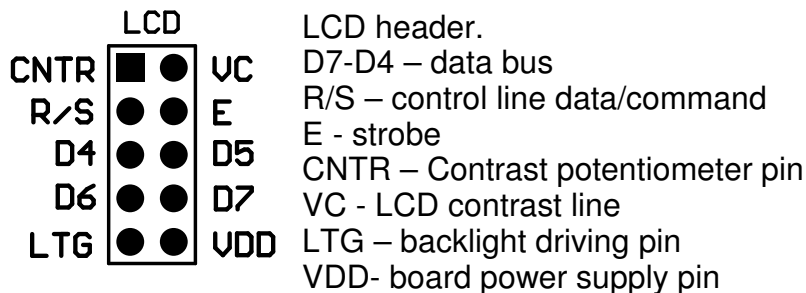 LCD
CNTR VC
R/S E
D4 D5
D6 D7
LTG VDD
LCD header.
D7-D4 – data bus
R/S – control line data/command
E - strobe
CNTR – Contrast potentiometer pin
VC - LCD contrast line
LTG – backlight driving pin
VDD- board power supply pin